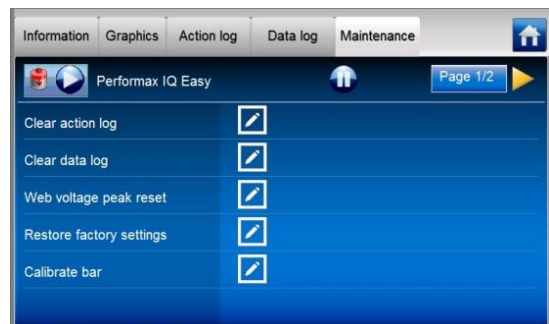 Information Graphics Action log Data log Maintenance
Performax IQ Easy Page 1/2
Clear action log
Clear data log
Web voltage peak reset
Restore factory settings
Calibrate bar